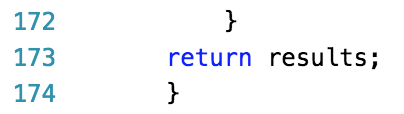 172 }
173 return results;
174 }